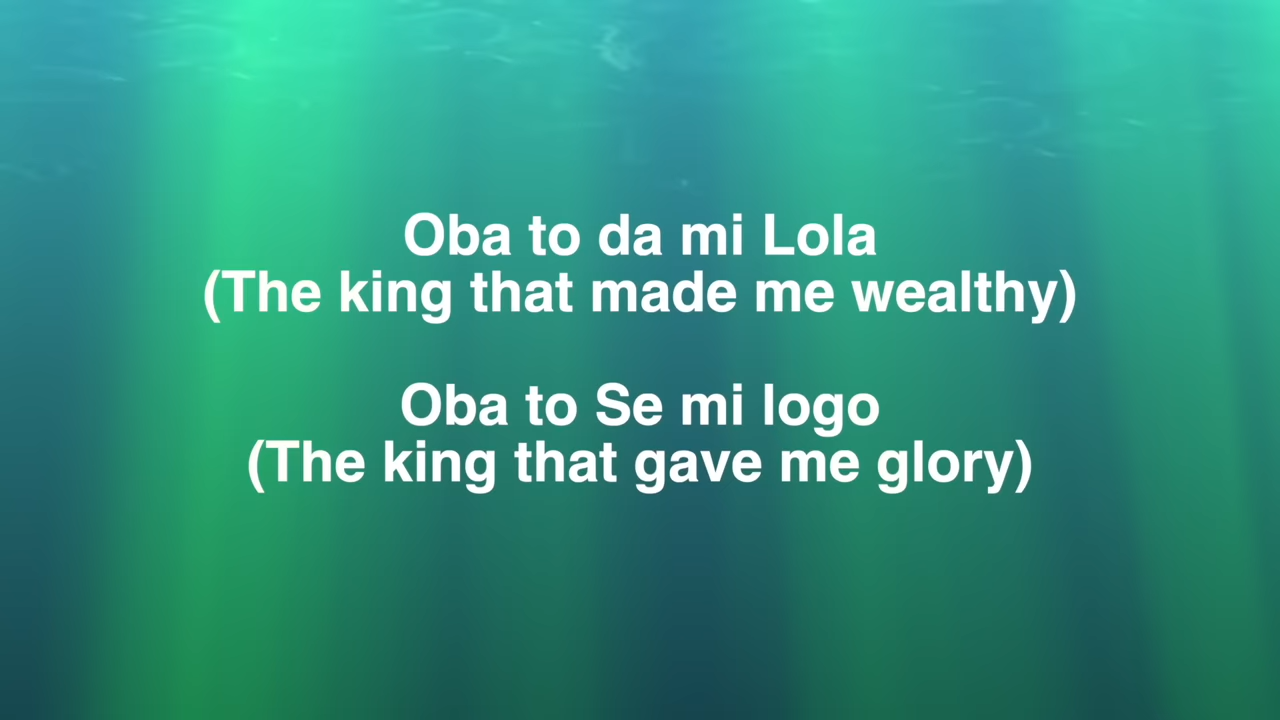 Oba to da mi Lola
(The king that made me wealthy)
Oba to Se mi logo
(The king that gave me glory)